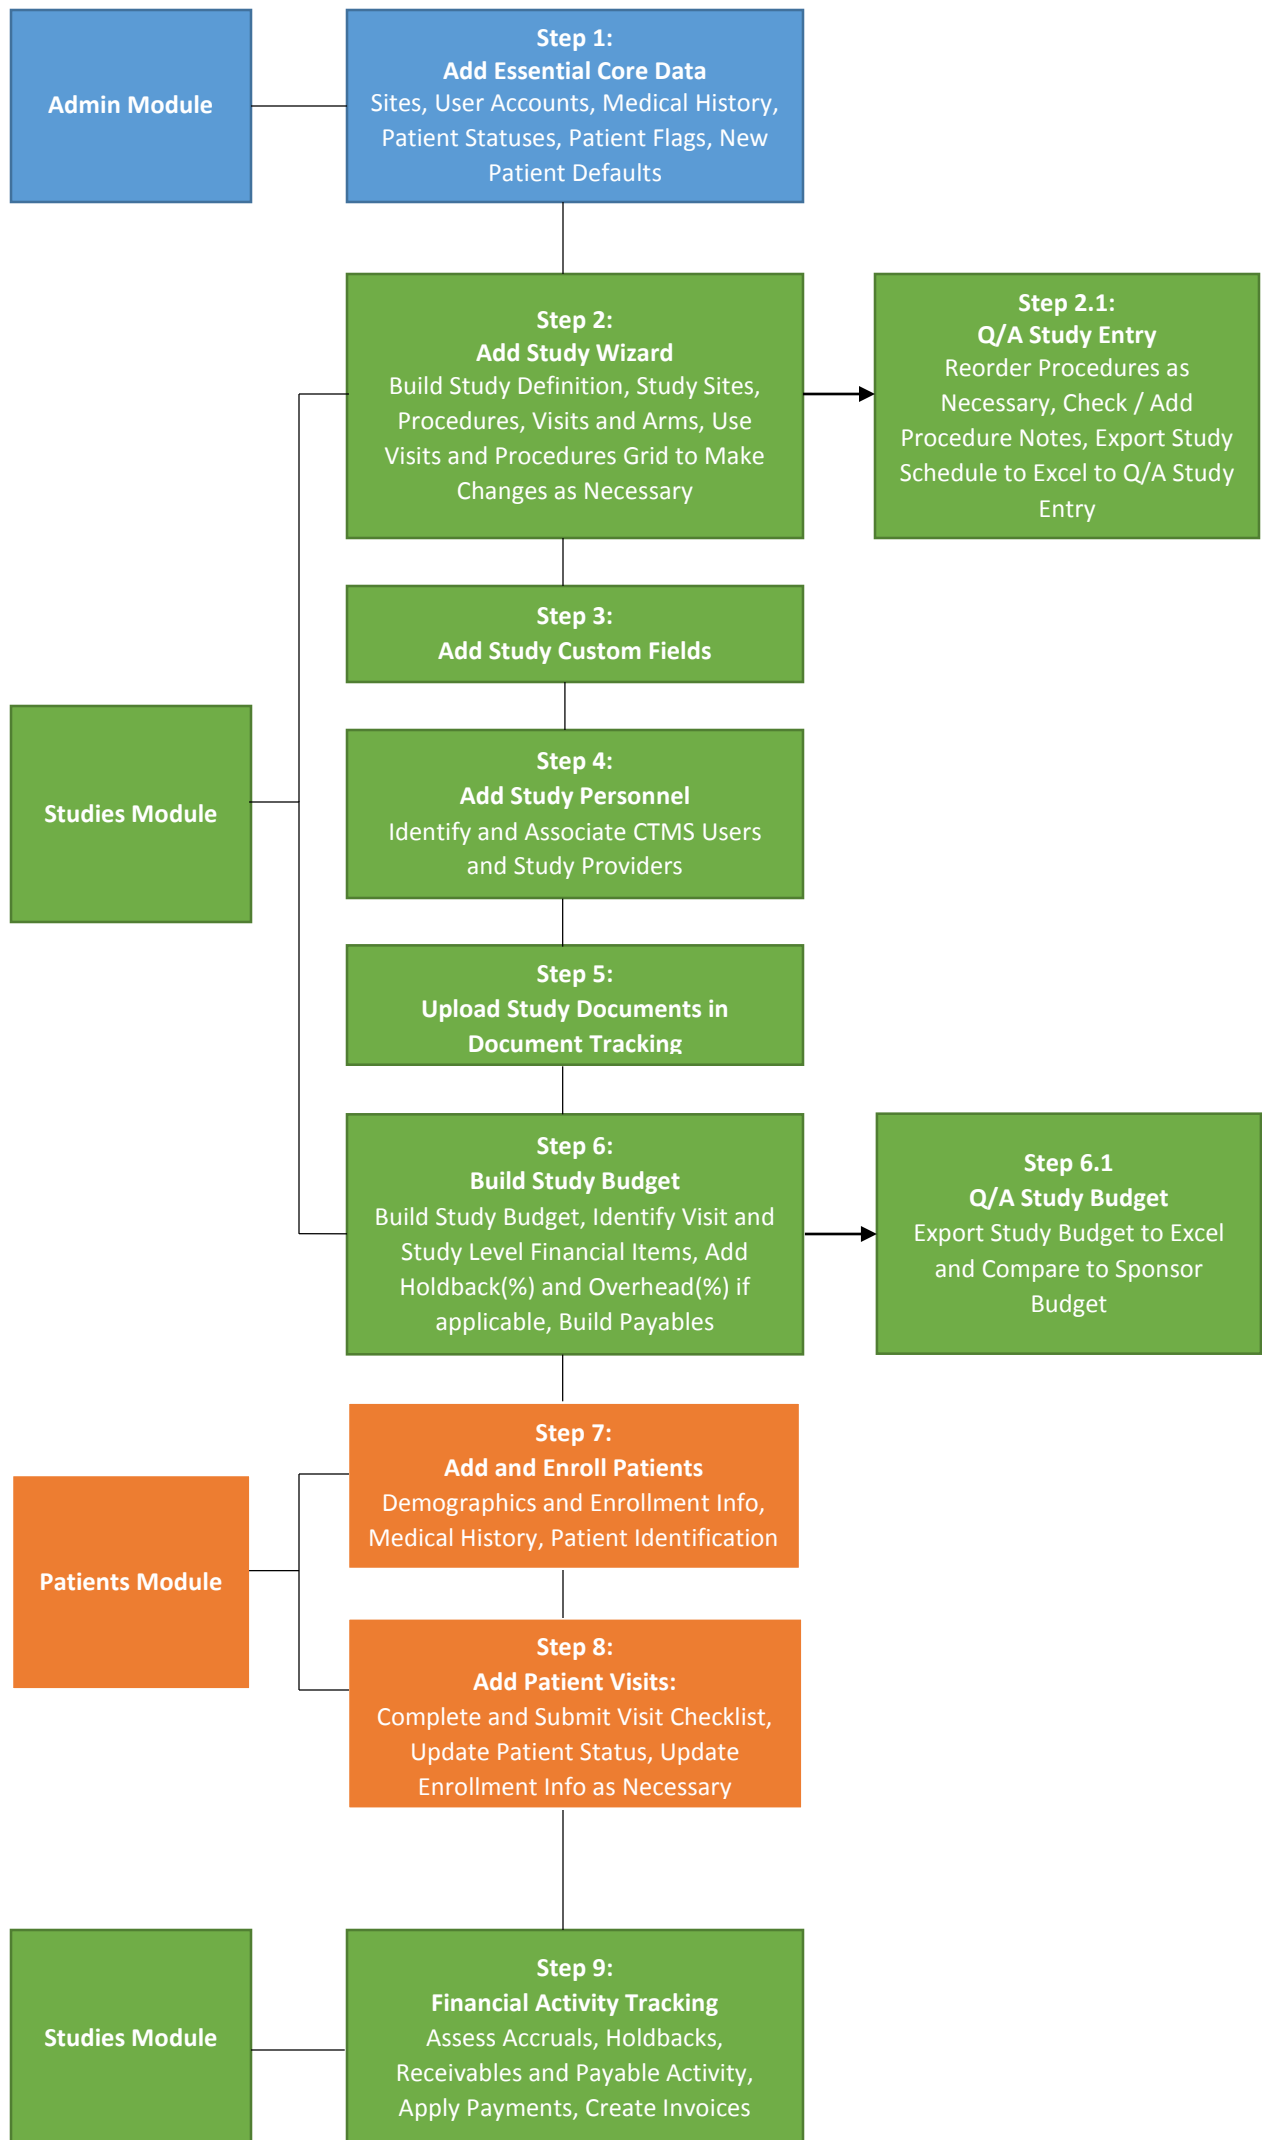 Admin Module
Step 1:
Add Essential Core Data
Sites, User Accounts, Medical History,
Patient Statuses, Patient Flags, New
Patient Defaults
Step 2:
Add Study Wizard
Build Study Definition, Study Sites,
Procedures, Visits and Arms, Use
Visits and Procedures Grid to Make
Changes as Necessary
Step 2.1:
Q/A Study Entry
Reorder Procedures as
Necessary, Check / Add
Procedure Notes, Export Study
Schedule to Excel to Q/A Study
Entry
Step 3:
Add Study Custom Fields
Studies Module
Step 4:
Add Study Personnel
Identify and Associate CTMS Users
and Study Providers
Step 5:
Upload Study Documents in
Document Tracking
Step 6:
Build Study Budget
Build Study Budget, Identify Visit and
Study Level Financial Items, Add
Holdback(%) and Overhead(%) if
applicable, Build Payables
Step 6.1
Q/A Study Budget
Export Study Budget to Excel
and Compare to Sponsor
Budget
Step 7:
Add and Enroll Patients
Demographics and Enrollment Info,
Medical History, Patient Identification
Patients Module
Step 8:
Add Patient Visits:
Complete and Submit Visit Checklist,
Update Patient Status, Update
Enrollment Info as Necessary
Studies Module
Step 9:
Financial Activity Tracking
Assess Accruals, Holdbacks,
Receivables and Payable Activity,
Apply Payments, Create Invoices